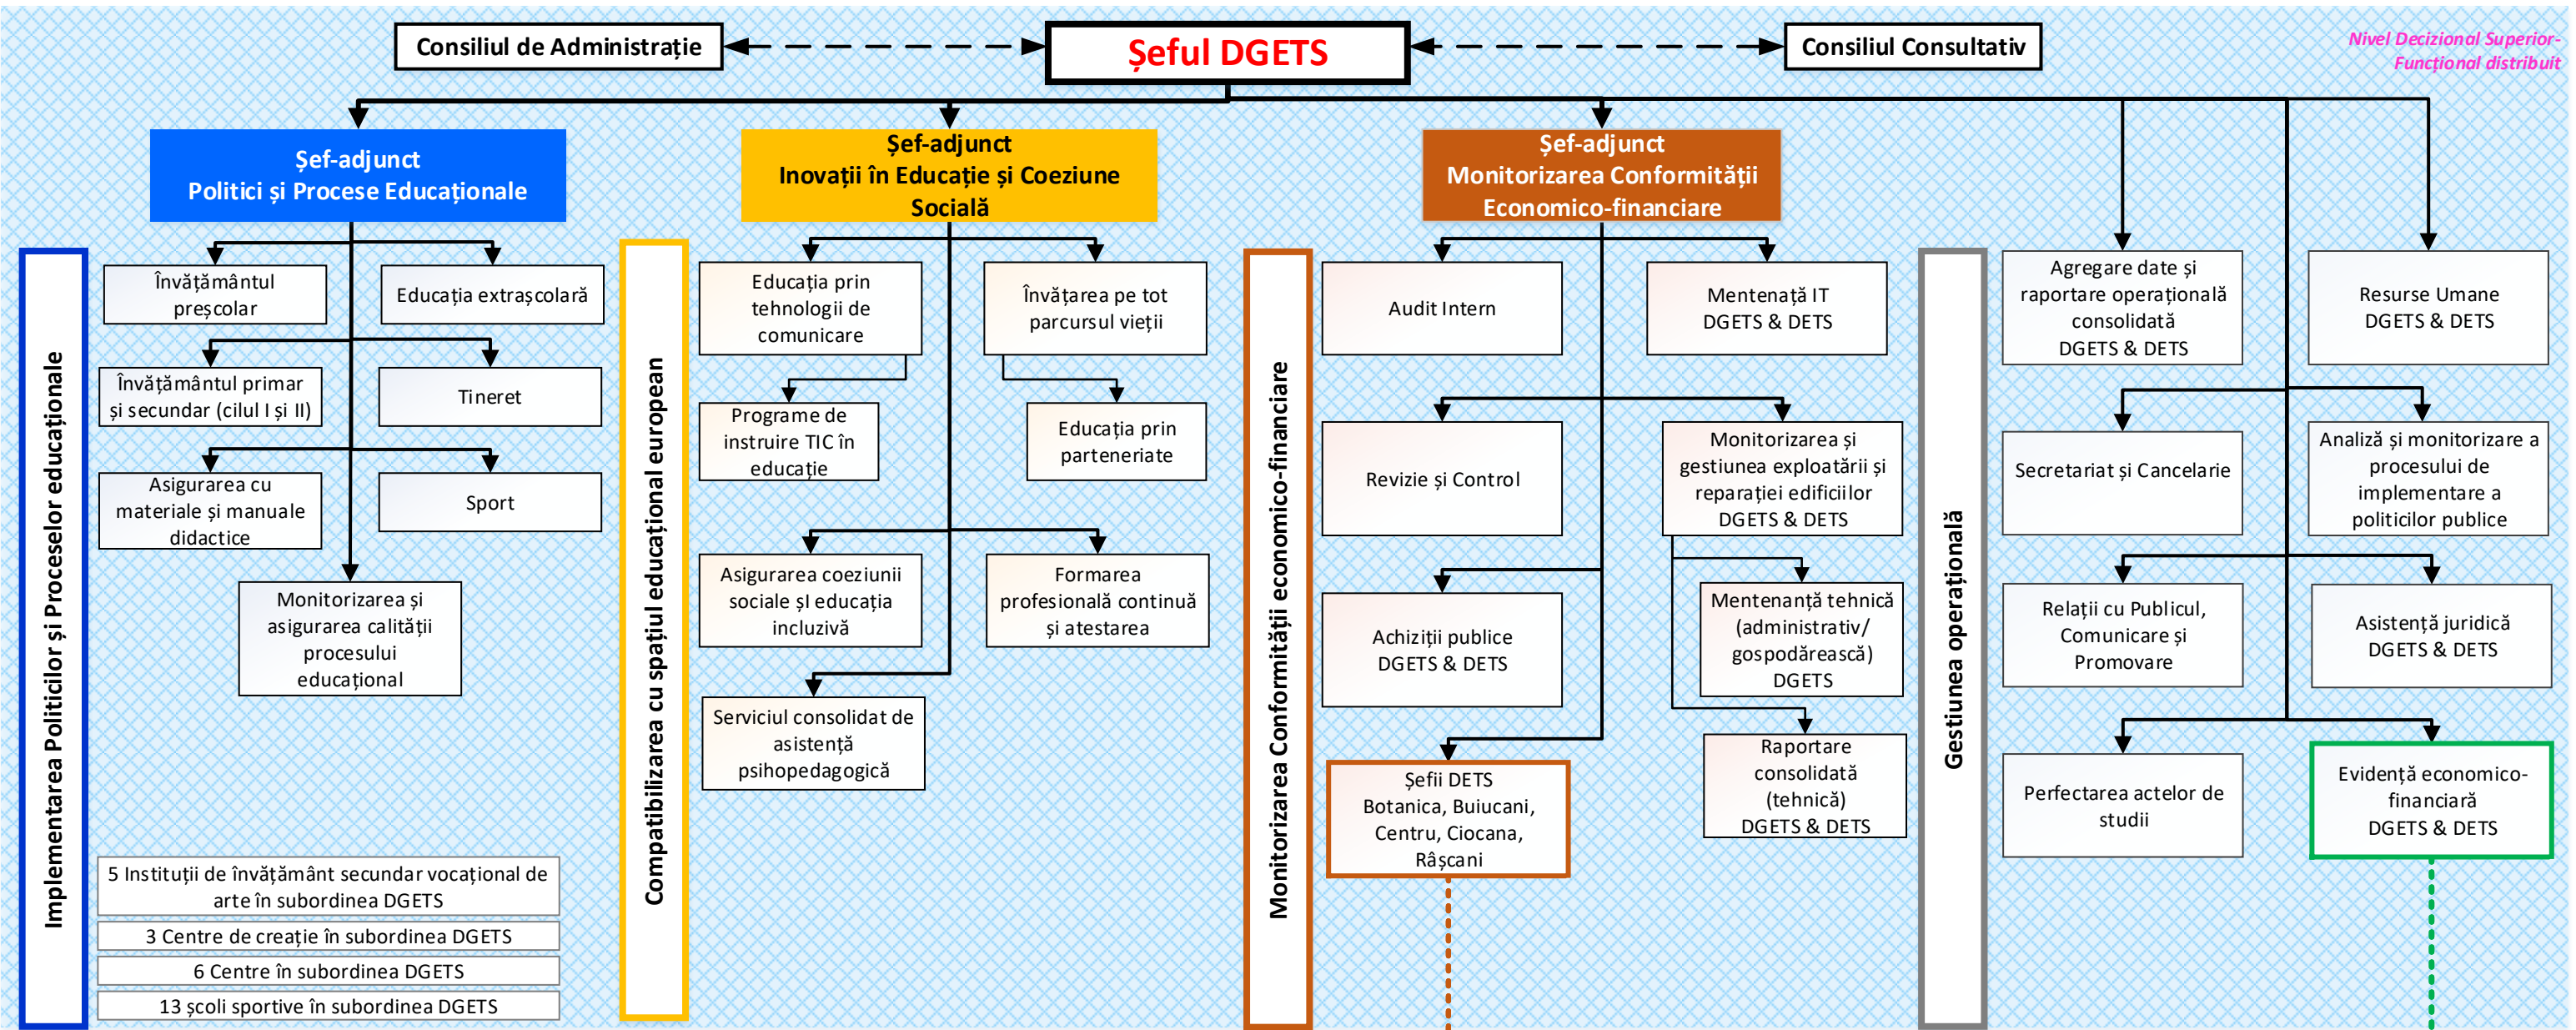 Consiliul de Administrație
Șeful DGETS
Consiliul Consultativ
Nivel Decizional Superior-
Funcțional distribuit
Șef-adjunct
Politici și Procese Educaționale
Șef-adjunct
Inovații în Educație și Coeziune
Socială
Șef-adjunct
Monitorizarea Conformității
Economico-financiare
Implementarea Politicilor și Proceselor educaționale
Învățământul
preșcolar
Educația extrașcolară
Învățământul primar
și secundar (cilul I și II)
Tineret
Asigurarea cu
materiale și manuale
didactice
Sport
Monitorizarea și
asigurarea calității
procesului
educațional
5 Instituții de învățământ secundar vocațional de
arte în subordinea DGETS
3 Centre de creație în subordinea DGETS
6 Centre în subordinea DGETS
13 școli sportive în subordinea DGETS
Compatibilizarea cu spațiul educațional european
Educația prin
tehnologii de
comunicare
Învățarea pe tot
parcursul vieții
Programe de
instruire TIC în
educație
Educația prin
parteneriate
Asigurarea coeziunii
sociale șI educația
incluzivă
Formarea
profesională continuă
și atestarea
Serviciul consolidat de
asistență
psihopedagogică
Monitorizarea Conformității economico-financiare
Audit Intern
Mentenață IT
DGETS & DETS
Revizie și Control
Monitorizarea și
gestiunea exploatării și
reparației edificiilor
DGETS & DETS
Achiziții publice
DGETS & DETS
Mentenanță tehnică
(administrativ/
gospodărească)
DGETS
Șefii DETS
Botanica, Buiucani,
Centru, Ciocana,
Râșcani
Raportare
consolidată
(tehnică)
DGETS & DETS
Gestiunea operațională
Agregare date și
raportare operațională
consolidată
DGETS & DETS
Resurse Umane
DGETS & DETS
Secretariat și Cancelarie
Analiză și monitorizare a
procesului de
implementare a
politicilor publice
Relații cu Publicul,
Comunicare și
Promovare
Asistență juridică
DGETS & DETS
Perfectarea actelor de
studii
Evidență economico-
financiară
DGETS & DETS